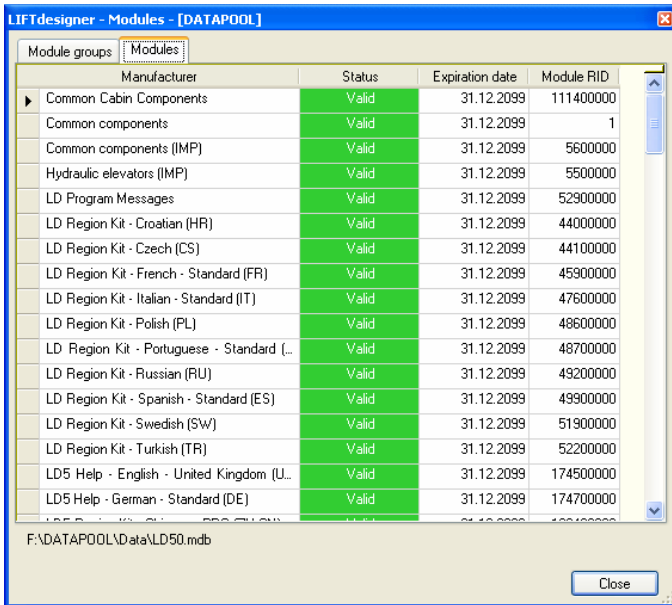 LIFTdesigner - Modules - [DATAPOOL]
Module groups Modules
Manufacturer Status Expiration date Module RID
Common Cabin Components Valid 31.12.2099 111400000
Common components Valid 31.12.2099 1
Common components (IMP) Valid 31.12.2099 5600000
Hydraulic elevators (IMP) Valid 31.12.2099 5500000
LD Program Messages Valid 31.12.2099 52900000
LD Region Kit - Croatian (HR) Valid 31.12.2099 44000000
LD Region Kit - Czech (CS) Valid 31.12.2099 44100000
LD Region Kit - French - Standard (FR) Valid 31.12.2099 45900000
LD Region Kit - Italian - Standard (IT) Valid 31.12.2099 47600000
LD Region Kit - Polish (PL) Valid 31.12.2099 48600000
LD Region Kit - Portuguese - Standard (... Valid 31.12.2099 48700000
LD Region Kit - Russian (RU) Valid 31.12.2099 49200000
LD Region Kit - Spanish - Standard (ES) Valid 31.12.2099 49900000
LD Region Kit - Swedish (SW) Valid 31.12.2099 51900000
LD Region Kit - Turkish (TR) Valid 31.12.2099 52200000
LD5 Help - English - United Kingdom (U... Valid 31.12.2099 174500000
LD5 Help - German - Standard (DE) Valid 31.12.2099 174700000
F:\DATAPOOL\Data\LD50.mdb
Close